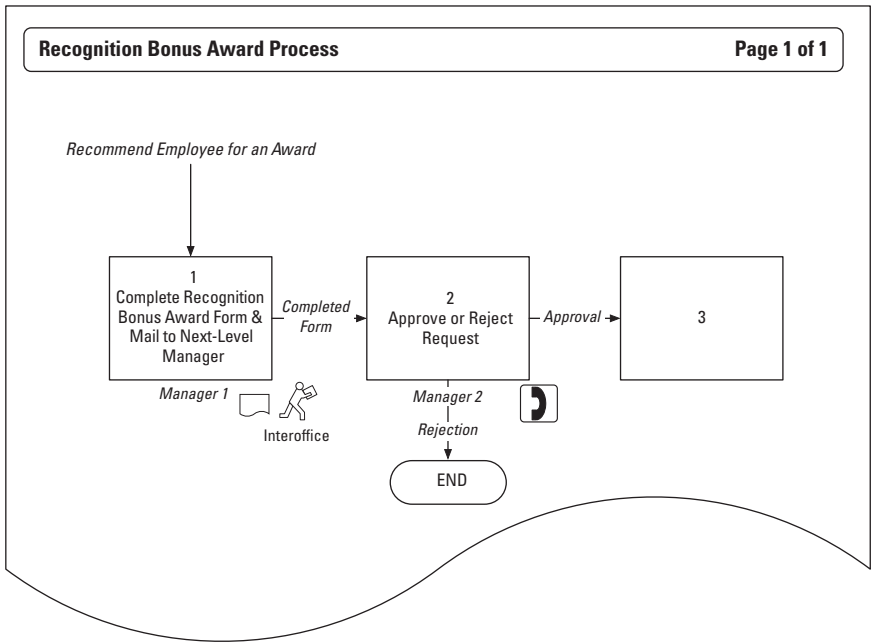 Recognition Bonus Award Process
Page 1 of 1
Recommend Employee for an Award
1
Complete Recognition
Bonus Award Form &
Mail to Next-Level
Manager
Manager 1
Interoffice
Completed
Form
2
Approve or Reject
Request
Manager 2
Rejection
END
Approval
3